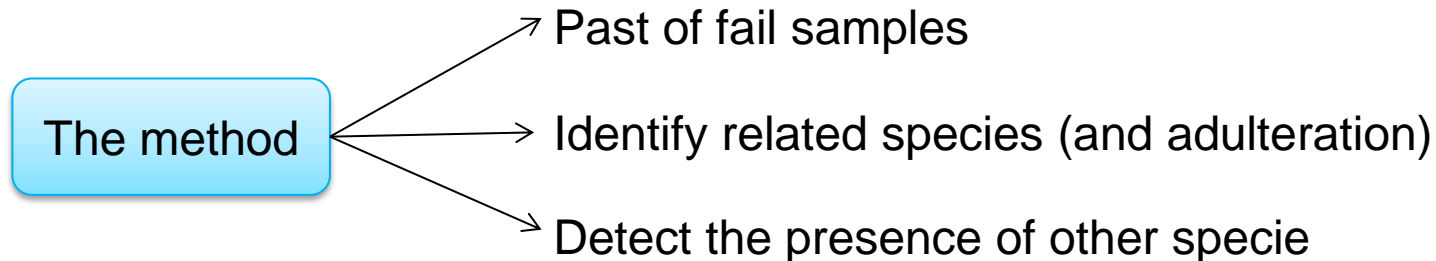 Past of fail samples
The method
Identify related species (and adulteration)
Detect the presence of other specie